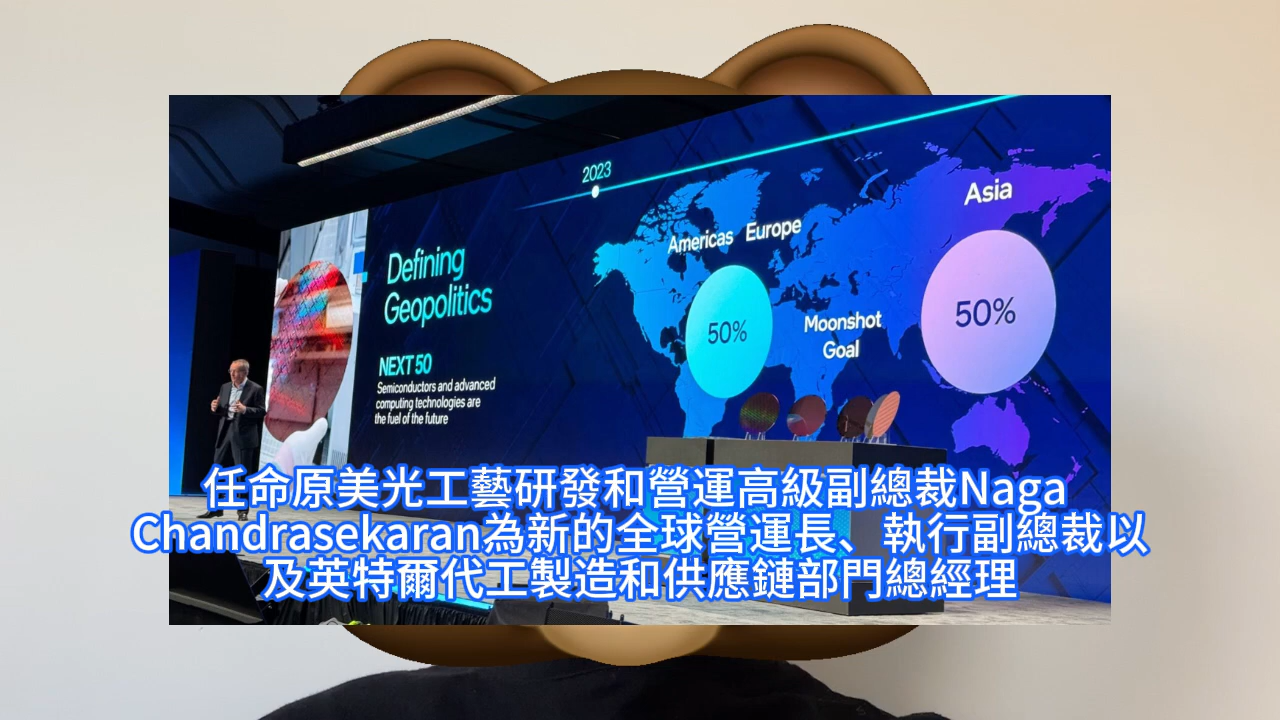 2023
Asia
Americas Europe
Defining
Geopolitics
50%
50%
Moonshot
Goal
NEXT 50
Semiconductors and advanced
computing technologies are
the fuel of the future
任命原美光工藝研發和營運高級副總裁Naga
Chandrasekaran為新的全球營運長、執行副總裁以
及英特爾代工製造和供應鏈部門總經理